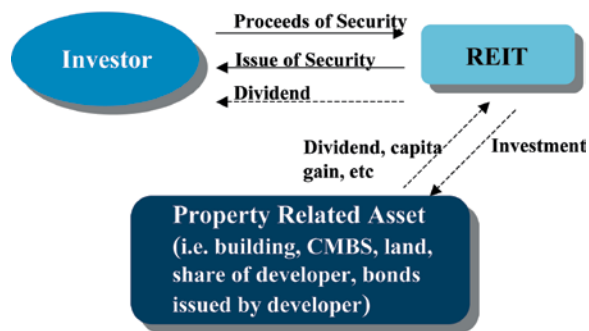 Proceeds of Security
Investor
Issue of Security
REIT
Dividend
Dividend, capita
gain, etc
Investment
Property Related Asset
(i.e. building, CMBS, land,
share of developer, bonds
issued by developer)